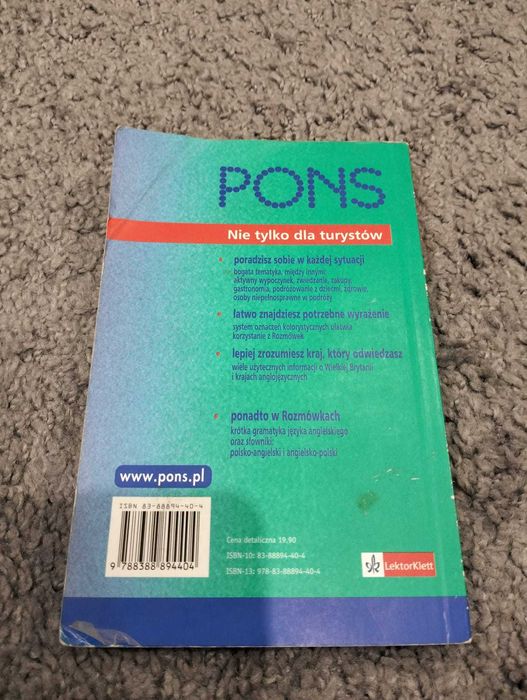 PONS
Nie tylko dla turystów
• poradzisz sobie w każdej sytuacji
bogata tematyka, między innymi:
aktywny wypoczynek, zwiedzanie, zakupy,
gastronomia, podróżowanie z dziećmi, zdrowie,
osoby niepełnosprawne w podróży
• łatwo znajdziesz potrzebne wyrażenie
system oznaczeń kolorystycznych ułatwia
korzystanie z Rozmówek
• lepiej zrozumiesz kraj, który odwiedzasz
wiele użytecznych informacji o Wielkiej Brytanii
i krajach anglojęzycznych
• ponadto w Rozmówkach
krótka gramatyka języka angielskiego
oraz słowniki:
polsko-angielski i angielsko-polski
www.pons.pl
ISBN 83-88894-40-4
9 788388 894404
Cena detaliczna 19,90
ISBN-10: 83-88894-40-4
ISBN-13: 978-83-88894-40-4
LektorKlett